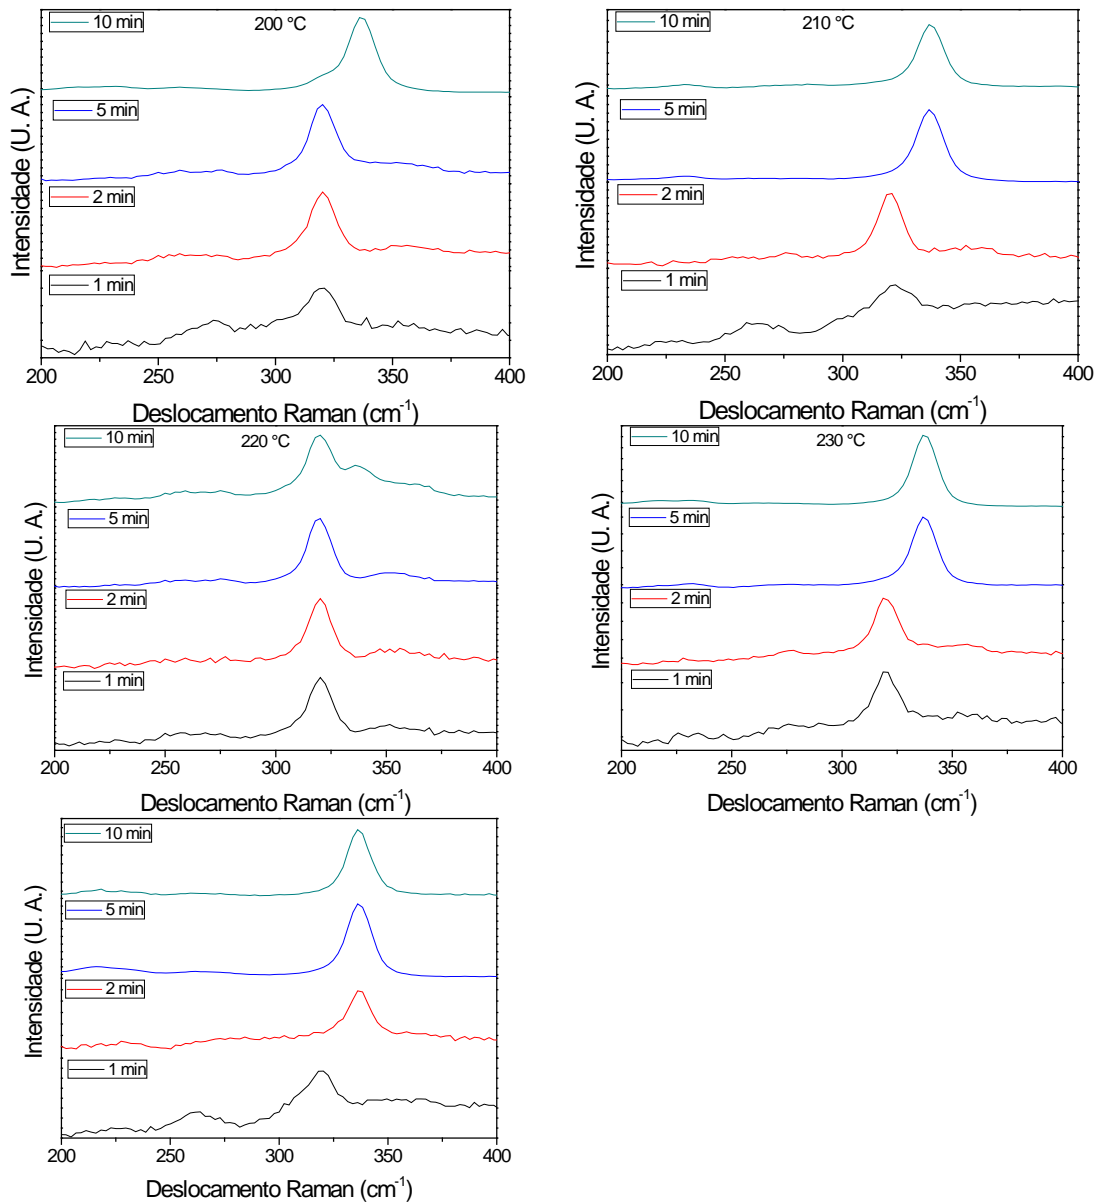 10 min
200 °C
5 min
2 min
1 min
Intensidade (U. A.)
200 250 300 350 400
Deslocamento Raman (cm-1)
10 min
210 °C
5 min
2 min
1 min
Intensidade (U. A.)
200 250 300 350 400
Deslocamento Raman (cm-1)
10 min
220 °C
5 min
2 min
1 min
Intensidade (U. A.)
200 250 300 350 400
Deslocamento Raman (cm-1)
10 min
230 °C
5 min
2 min
1 min
Intensidade (U. A.)
200 250 300 350 400
Deslocamento Raman (cm-1)
10 min
5 min
2 min
1 min
Intensidade (U. A.)
200 250 300 350 400
Deslocamento Raman (cm-1)